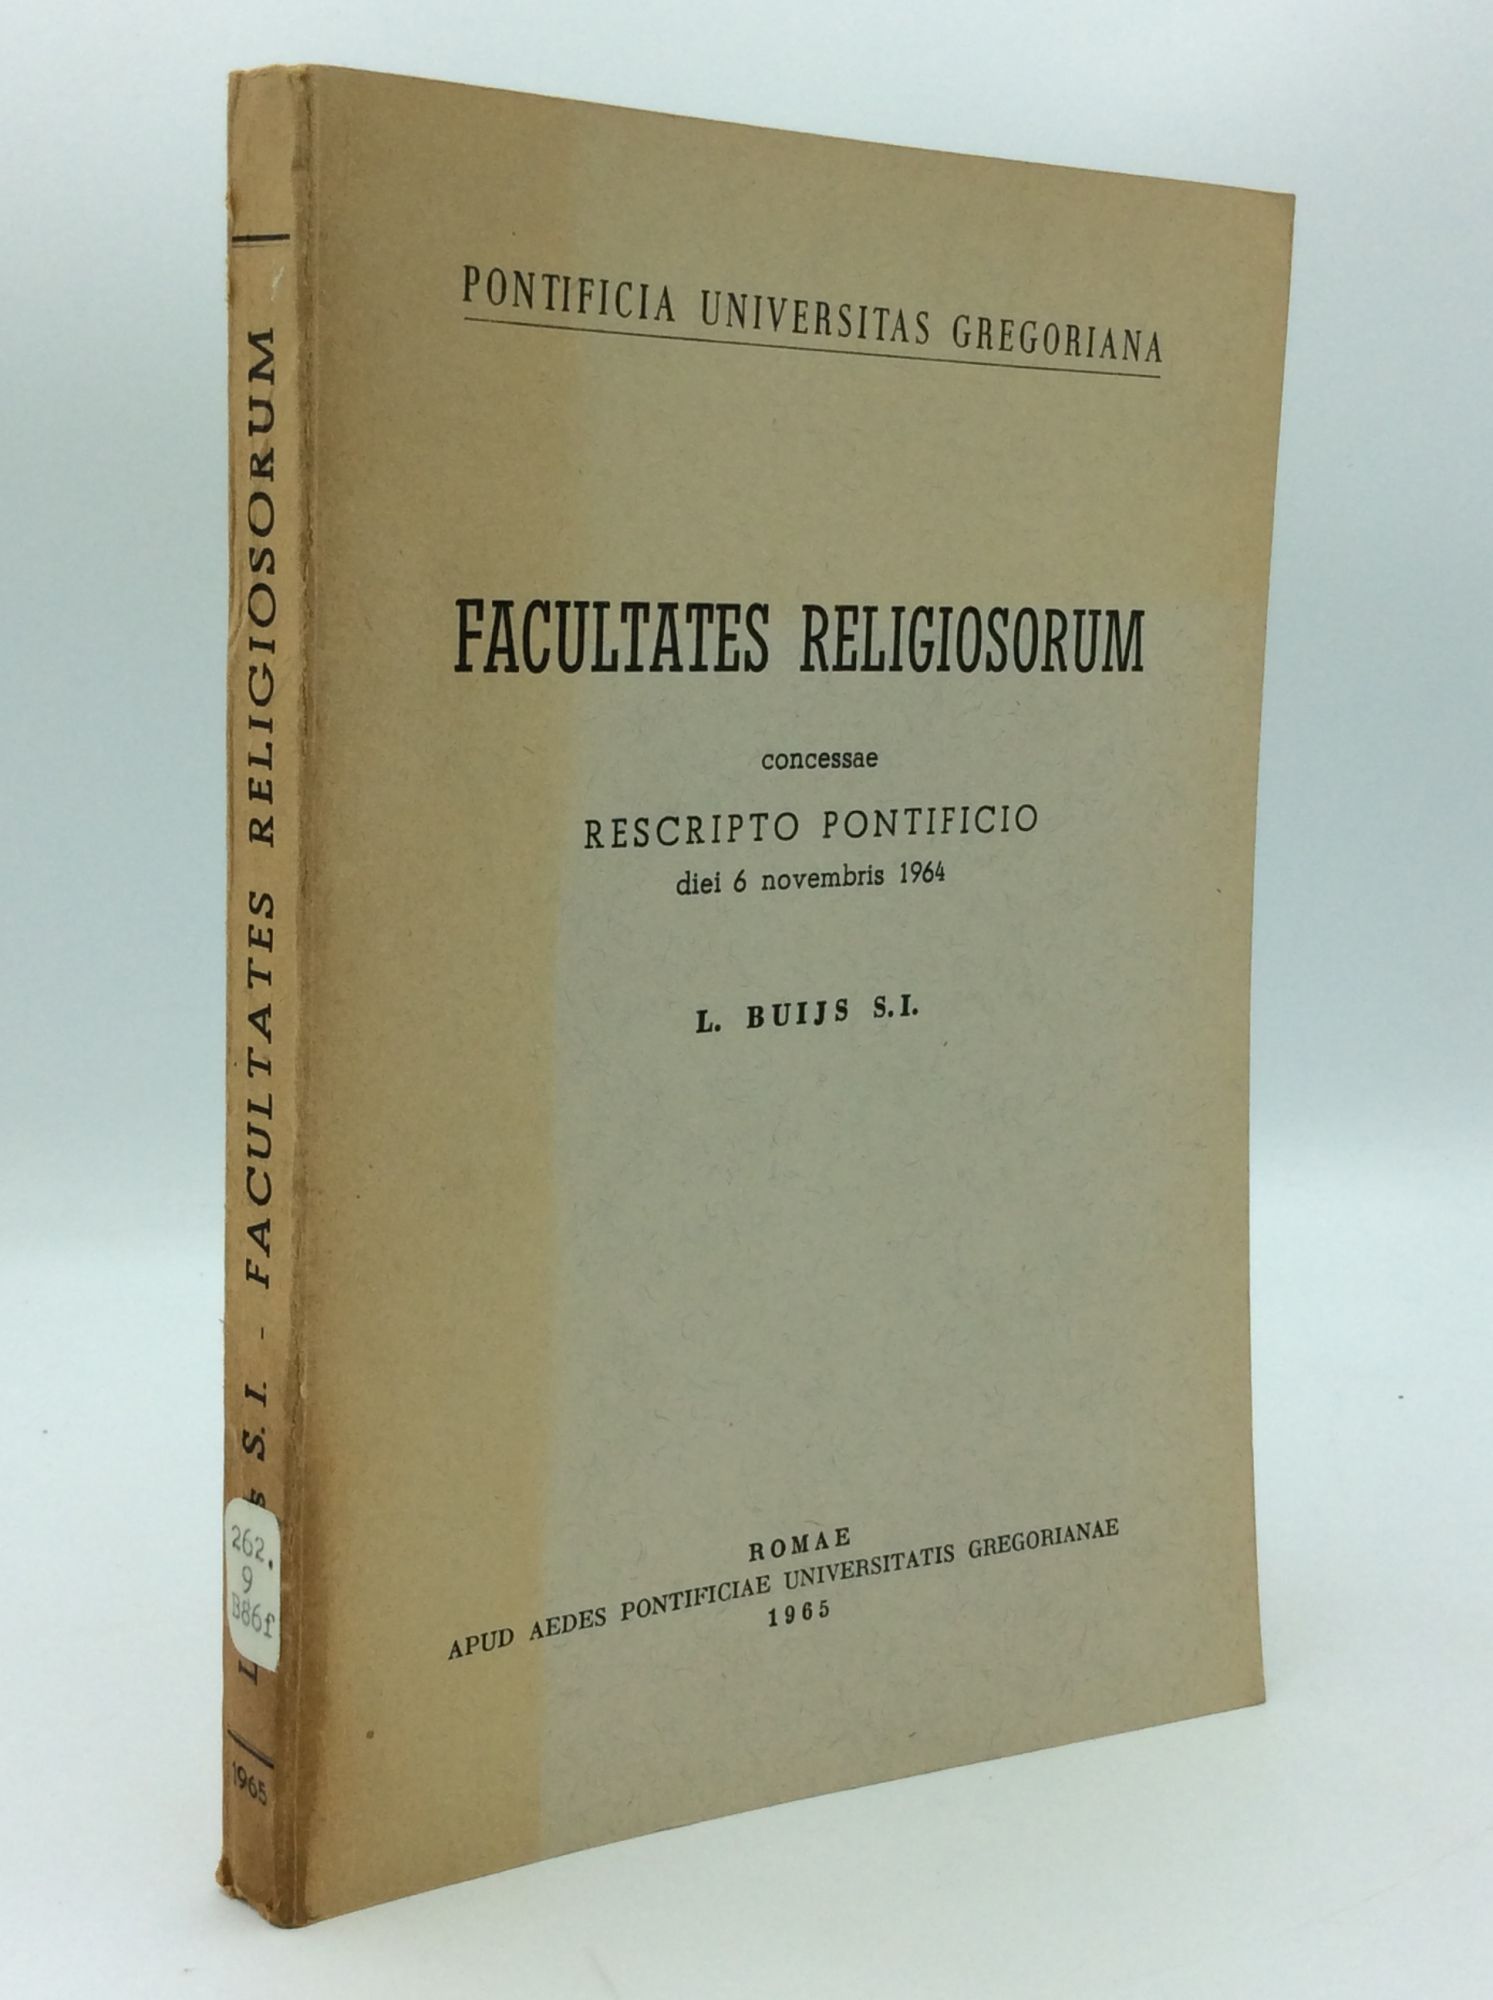 PONTIFICIA UNIVERSITAS GREGORIANA
FACULTATES RELIGIOSORUM
concessae
RESCRIPTO PONTIFICIO
diei 6 novembris 1964
L. BUIJS S.I.
ROMAE
APUD AEDES PONTIFICIAE UNIVERSITATIS GREGORIANAE
1965
S. I. - FACULTATES RELIGIOSORUM
262.
9
B86f
1965